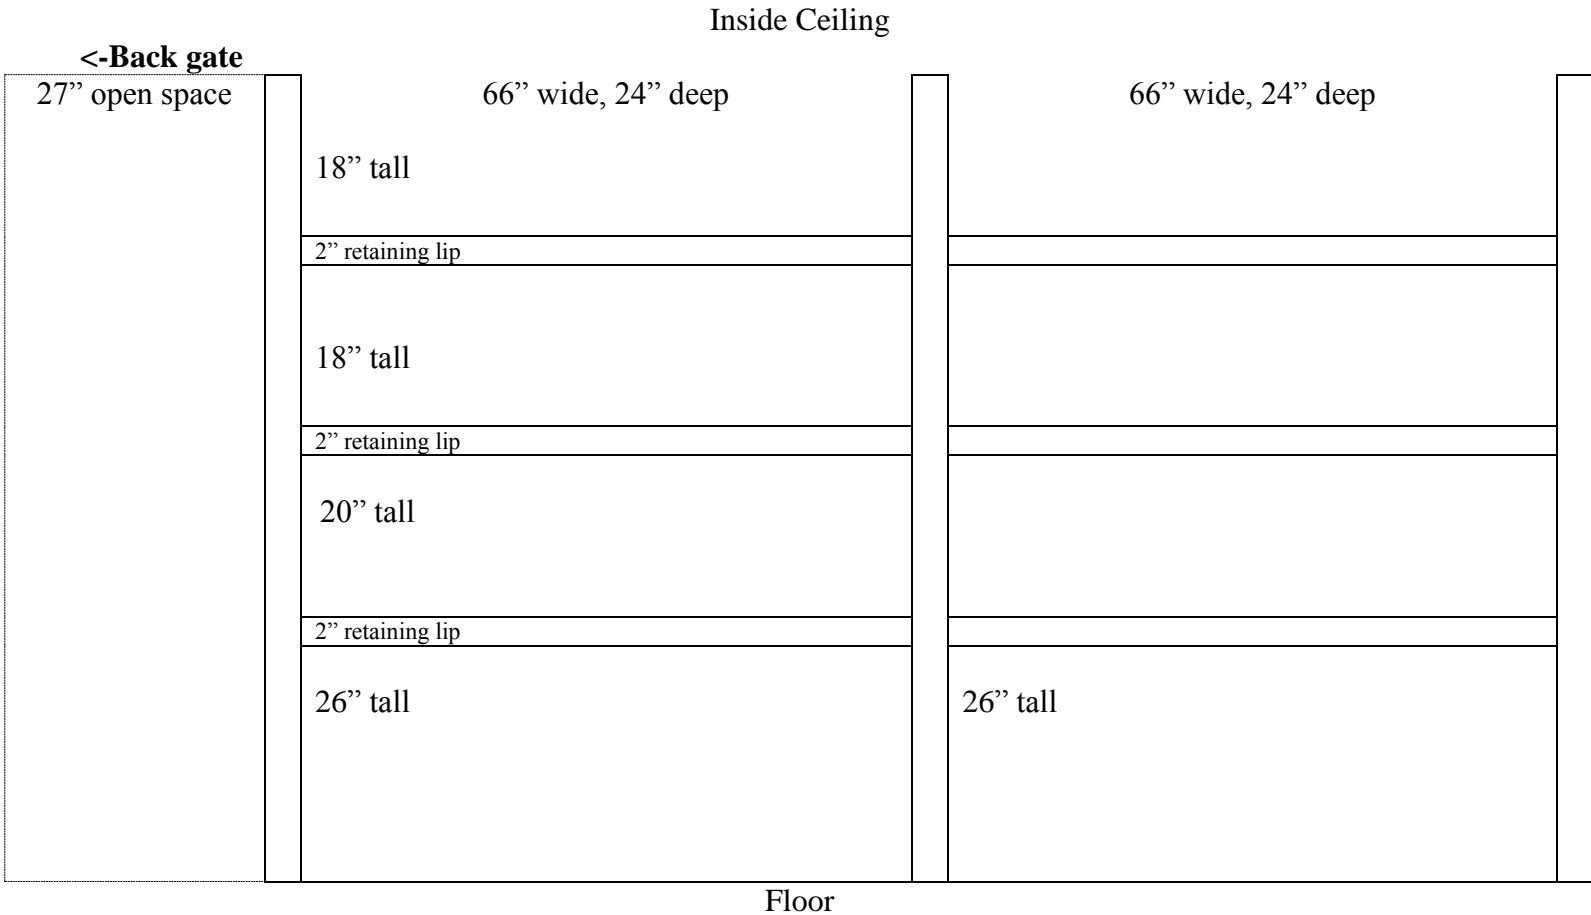 Inside Ceiling
<-Back gate
27” open space
66” wide, 24” deep
66” wide, 24” deep
18” tall
2” retaining lip
18” tall
2” retaining lip
20” tall
2” retaining lip
26” tall
26” tall
Floor